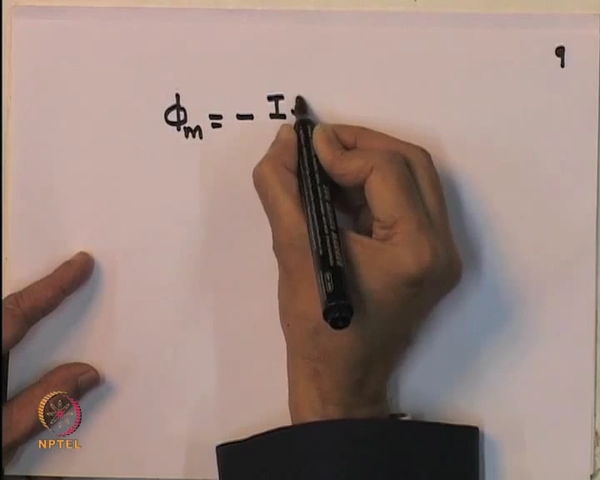 9
ϕm = - I
NPTEL